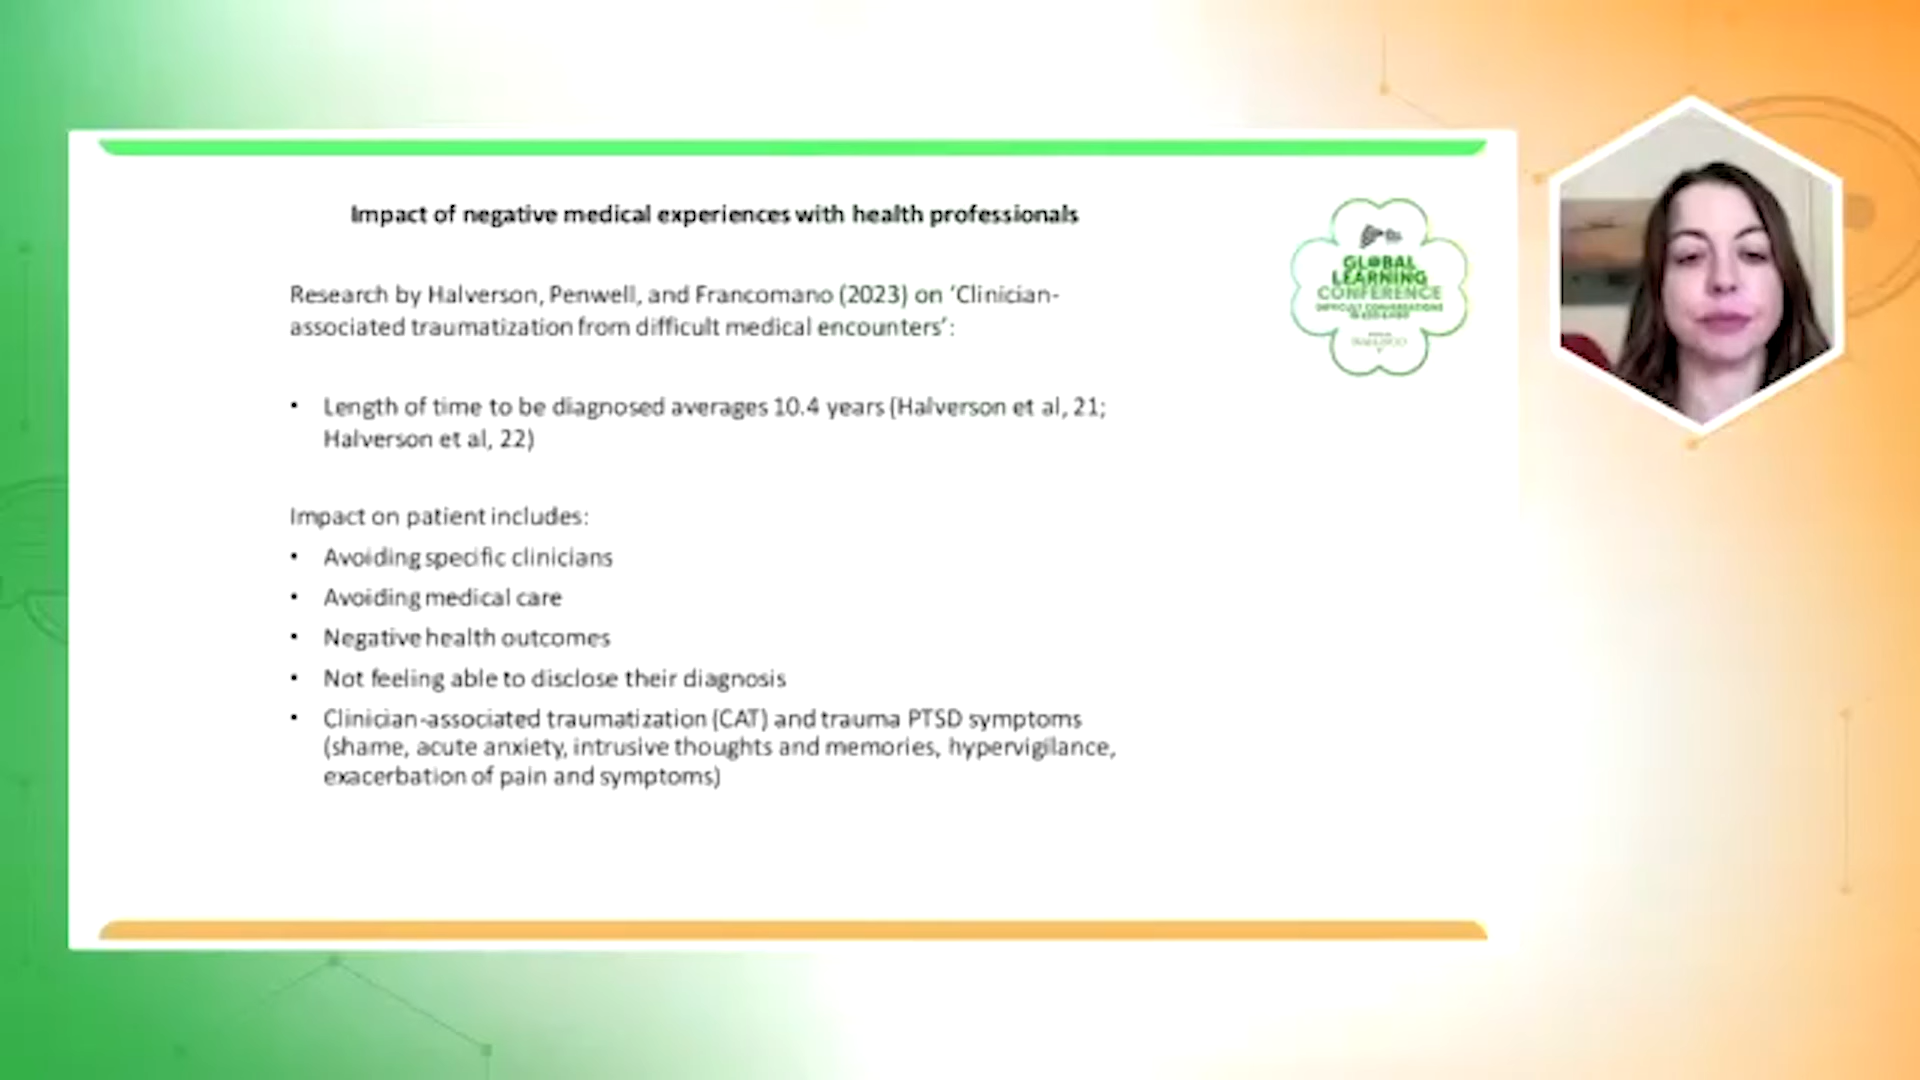 Impact of negative medical experiences with health professionals
Research by Halverson, Penwell, and Francomano (2023) on ‘Clinician-
associated traumatization from difficult medical encounters’:
• Length of time to be diagnosed averages 10.4 years (Halverson et al, 21;
Halverson et al, 22)
Impact on patient includes:
• Avoiding specific clinicians
• Avoiding medical care
• Negative health outcomes
• Not feeling able to disclose their diagnosis
• Clinician-associated traumatization (CAT) and trauma PTSD symptoms
(shame, acute anxiety, intrusive thoughts and memories, hypervigilance,
exacerbation of pain and symptoms)
GLOBAL
LEARNING
CONFERENCE
DIFFICULT CONVERSATIONS